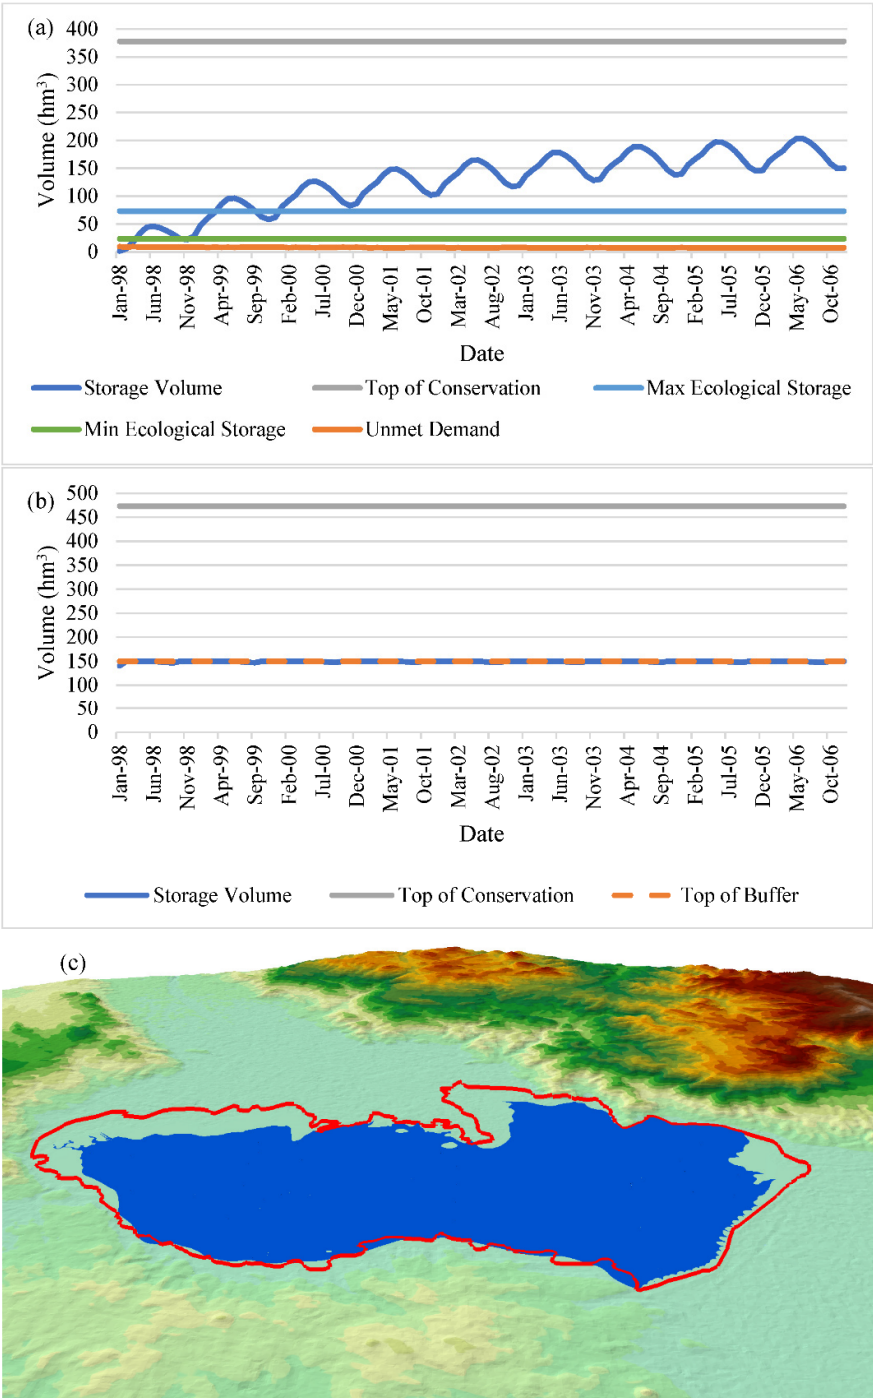 (a)
Volume (hm³)
400
350
300
250
200
150
100
50
0
Jan-98
Jun-98
Nov-98
Apr-99
Sep-99
Feb-00
Jul-00
Dec-00
May-01
Oct-01
Mar-02
Aug-02
Jan-03
Jun-03
Nov-03
Apr-04
Sep-04
Feb-05
Jul-05
Dec-05
May-06
Oct-06
Date
Storage Volume Top of Conservation Max Ecological Storage
Min Ecological Storage Unmet Demand
(b)
Volume (hm³)
500
450
400
350
300
250
200
150
100
50
0
Jan-98
Jun-98
Nov-98
Apr-99
Sep-99
Feb-00
Jul-00
Dec-00
May-01
Oct-01
Mar-02
Aug-02
Jan-03
Jun-03
Nov-03
Apr-04
Sep-04
Feb-05
Jul-05
Dec-05
May-06
Oct-06
Date
Storage Volume Top of Conservation Top of Buffer
(c)